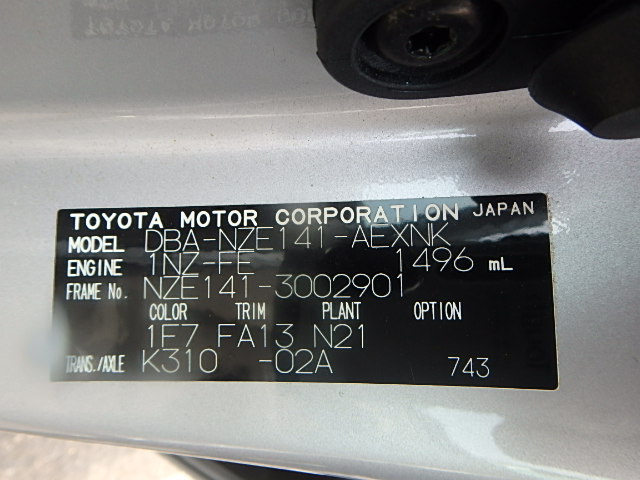 TOYOTA MOTOR CORPORATION JAPAN
MODEL DBA-NZE141-AEXNK
ENGINE 1NZ-FE 1496 mL
FRAME No. NZE141-3002901
COLOR TRIM PLANT OPTION
1E7 FA13 N21
TRANS./AXLE K310 -02A 743